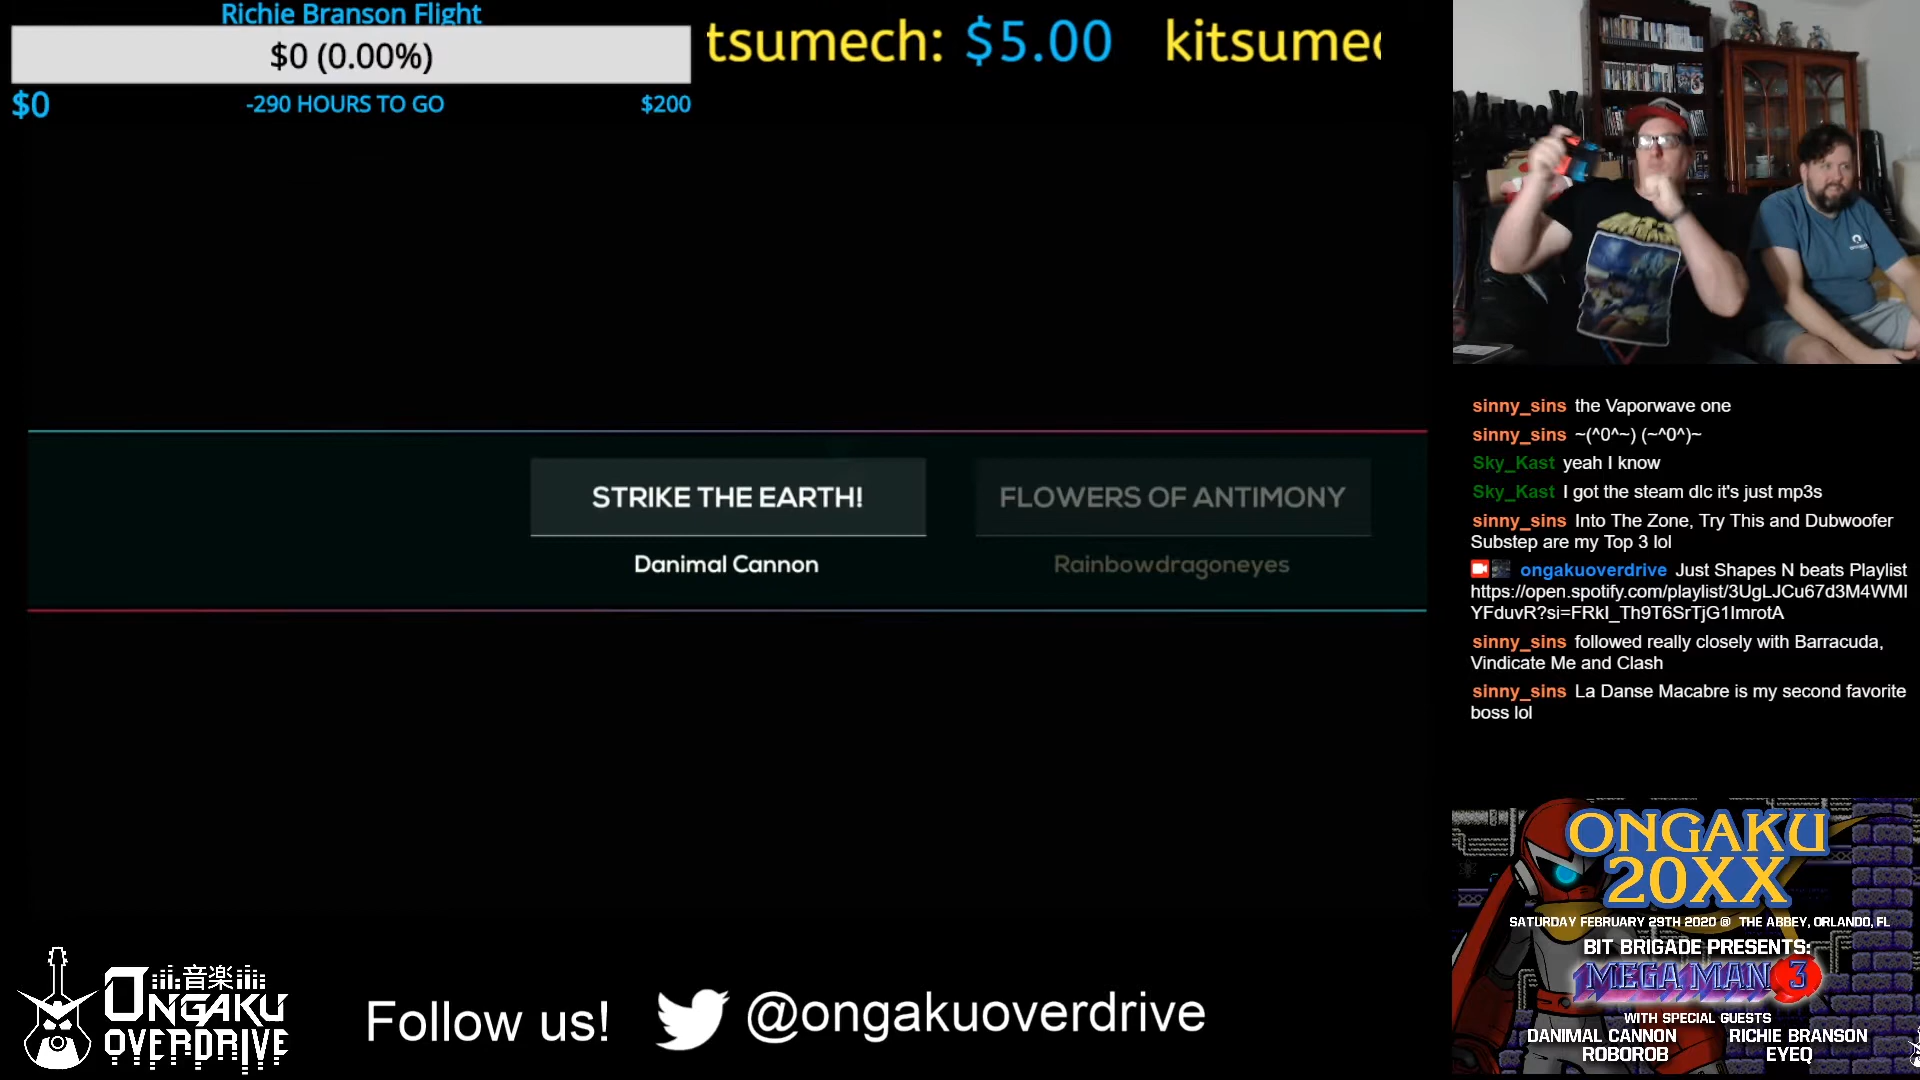 Richie Branson Flight
$0 (0.00%)
$0
-290 HOURS TO GO
$200
tsumech: $5.00 kitsumec
STRIKE THE EARTH!
Danimal Cannon
FLOWERS OF ANTIMONY
Rainbowdragoneyes
sinny_sins the Vaporwave one
sinny_sins ~(^0^~) (~^0^)~
Sky_Kast yeah I know
Sky_Kast I got the steam dlc it's just mp3s
sinny_sins Into The Zone, Try This and Dubwoofer
Substep are my Top 3 lol
ongakuoverdrive Just Shapes N beats Playlist
https://open.spotify.com/playlist/3UgLJCu67d3M4WMI
YFduvR?si=FRkI_Th9T6SrTjG1ImrotA
sinny_sins followed really closely with Barracuda,
Vindicate Me and Clash
sinny_sins La Danse Macabre is my second favorite
boss lol
ONGAKU
20XX
SATURDAY FEBRUARY 29TH 2020 @ THE ABBEY, ORLANDO, FL
BIT BRIGADE PRESENTS:
MEGA MAN 3
WITH SPECIAL GUESTS
DANIMAL CANNON RICHIE BRANSON
ROBOROB EYEQ
音楽
ONGAKU
OVERDRIVE
Follow us!
@ongakuoverdrive